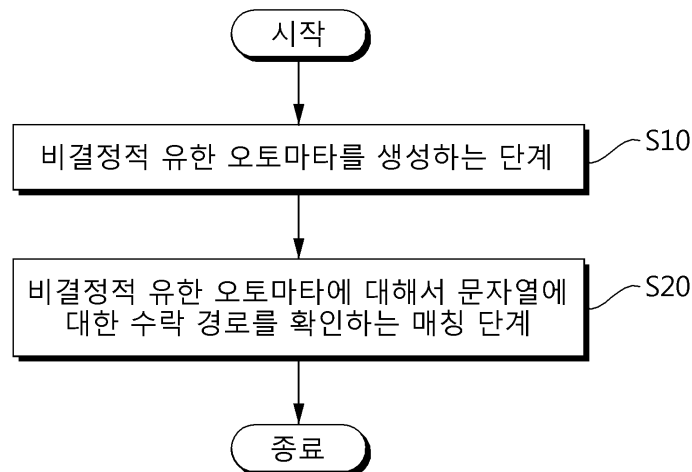 시작
비결정적 유한 오토마타를 생성하는 단계
S10
비결정적 유한 오토마타에 대해서 문자열에
대한 수락 경로를 확인하는 매칭 단계
S20
종료